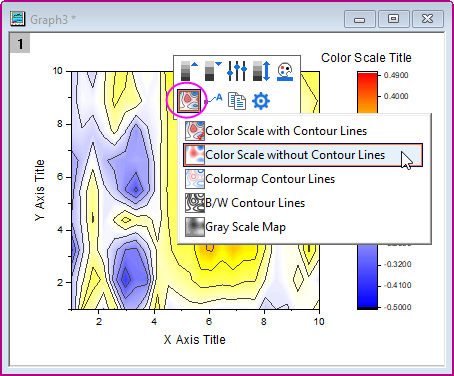 Graph3 *
1
Color Scale Title
10
8
6
4
2
Y Axis Title
2
4
6
8
10
X Axis Title
A
Color Scale with Contour Lines
Color Scale without Contour Lines
Colormap Contour Lines
B/W Contour Lines
Gray Scale Map
0.4900
0.4000
-0.3200
-0.4100
-0.5000